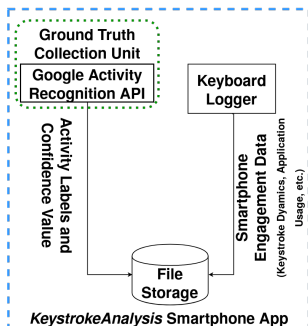 Ground Truth
Collection Unit
Google Activity
Recognition API
Keyboard
Logger
Activity Labels and
Confidence Value
Smartphone
Engagement Data
(Keystroke Dyamics, Application
Usage, etc.)
File
Storage
KeystrokeAnalysis Smartphone App